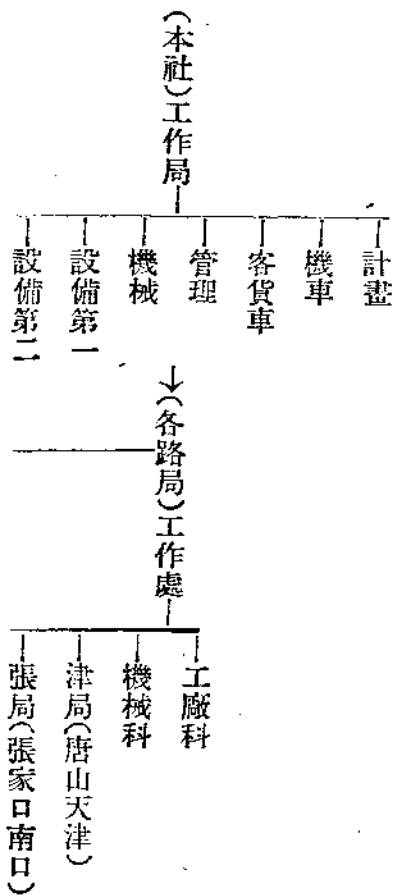 （本社）工作局
計畫
機車
客貨車
管理
機械
設備第一
設備第二
↓（各路局）工作處
工廠科
機械科
津局（唐山天津）
張局（張家口南口）